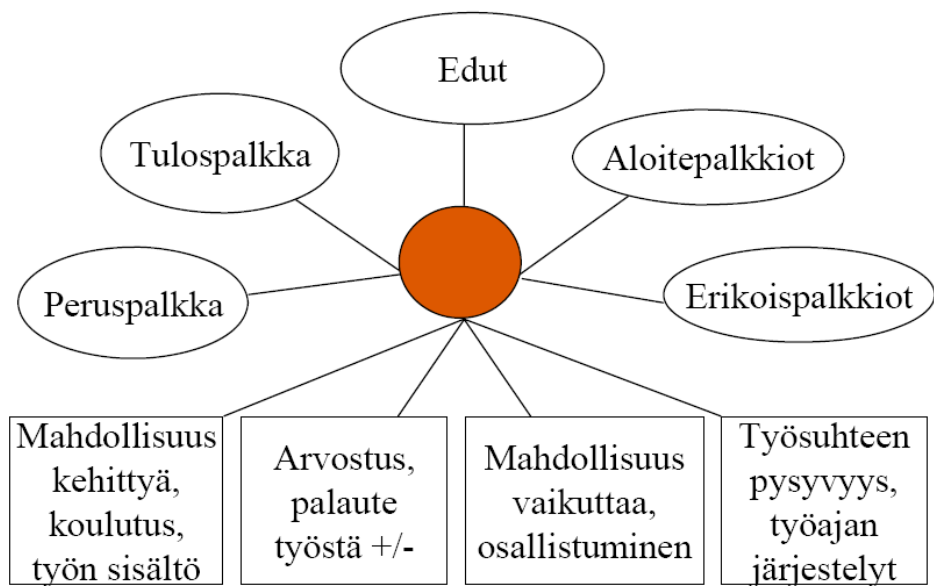 Edut
Tulospalkka
Aloitepalkkiot
Peruspalkka
Erikoispalkkiot
Mahdollisuus
kehittyä,
koulutus,
työn sisältö
Arvostus,
palaute
työstä +/-
Mahdollisuus
vaikuttaa,
osallistuminen
Työsuhteen
pysyvyys,
työajan
järjestelyt